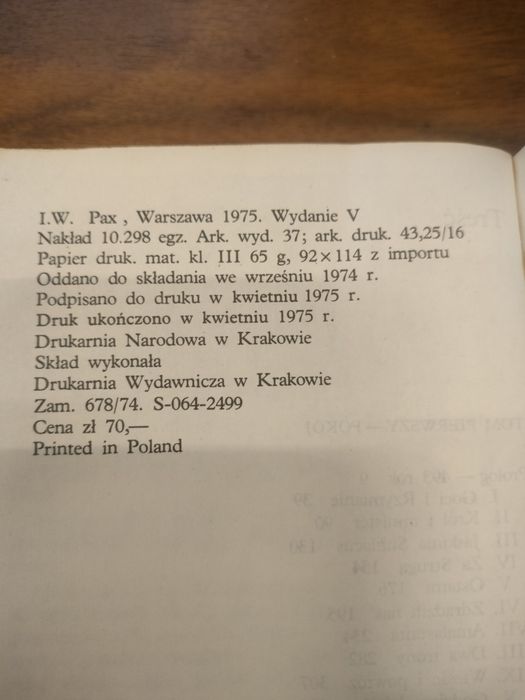 I.W. Pax, Warszawa 1975. Wydanie V
Nakład 10.298 egz. Ark. wyd. 37; ark. druk. 43,25/16
Papier druk. mat. kl. III 65 g, 92×114 z importu
Oddano do składania we wrześniu 1974 r.
Podpisano do druku w kwietniu 1975 r.
Druk ukończono w kwietniu 1975 r.
Drukarnia Narodowa w Krakowie
Skład wykonała
Drukarnia Wydawnicza w Krakowie
Zam. 678/74. S-064-2499
Cena zł 70,—
Printed in Poland